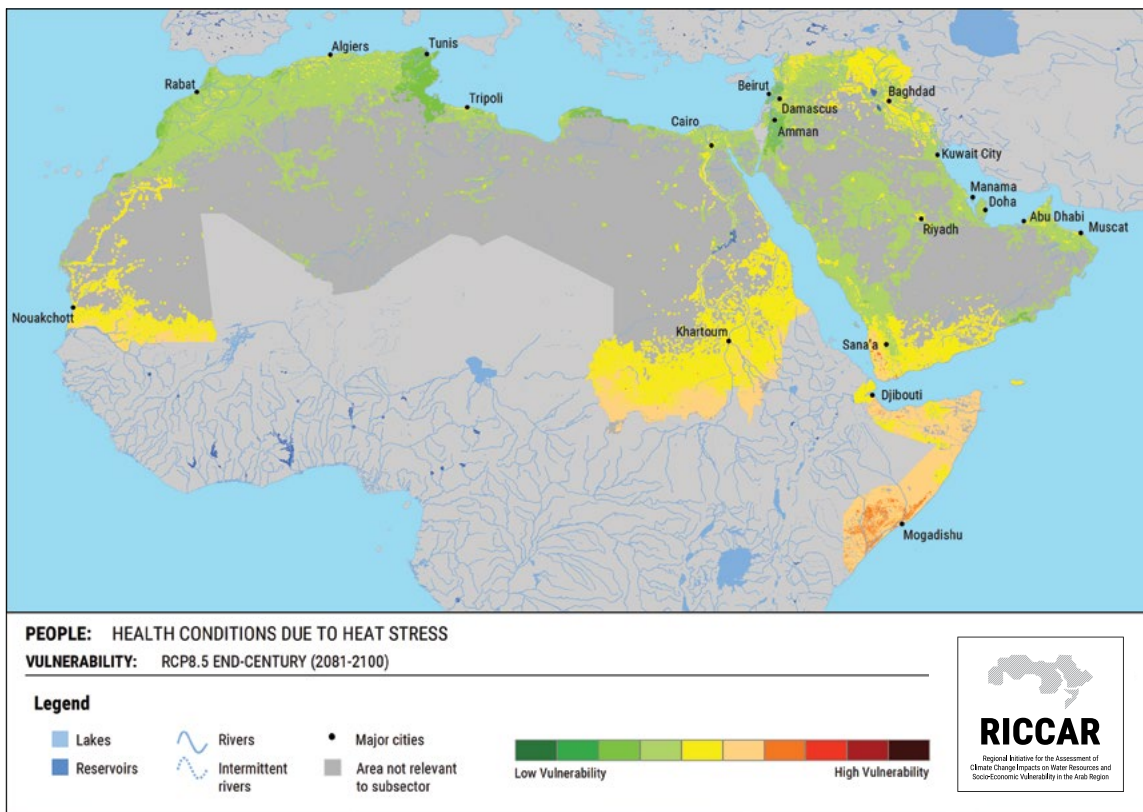 Algiers
Tunis
Rabat
Tripoli
Beirut
Damascus
Baghdad
Cairo
Amman
Kuwait City
Manama
Doha
Abu Dhabi
Riyadh
Muscat
Nouakchott
Khartoum
Sana'a
Djibouti
Mogadishu
PEOPLE: HEALTH CONDITIONS DUE TO HEAT STRESS
VULNERABILITY: RCP8.5 END-CENTURY (2081-2100)
Legend
Lakes
Rivers
Major cities
Reservoirs
Intermittent
rivers
Area not relevant
to subsector
Low Vulnerability
High Vulnerability
RICCAR
Regional Initiative for the Assessment of
Climate Change Impacts on Water Resources and
Socio-Economic Vulnerability in the Arab Region